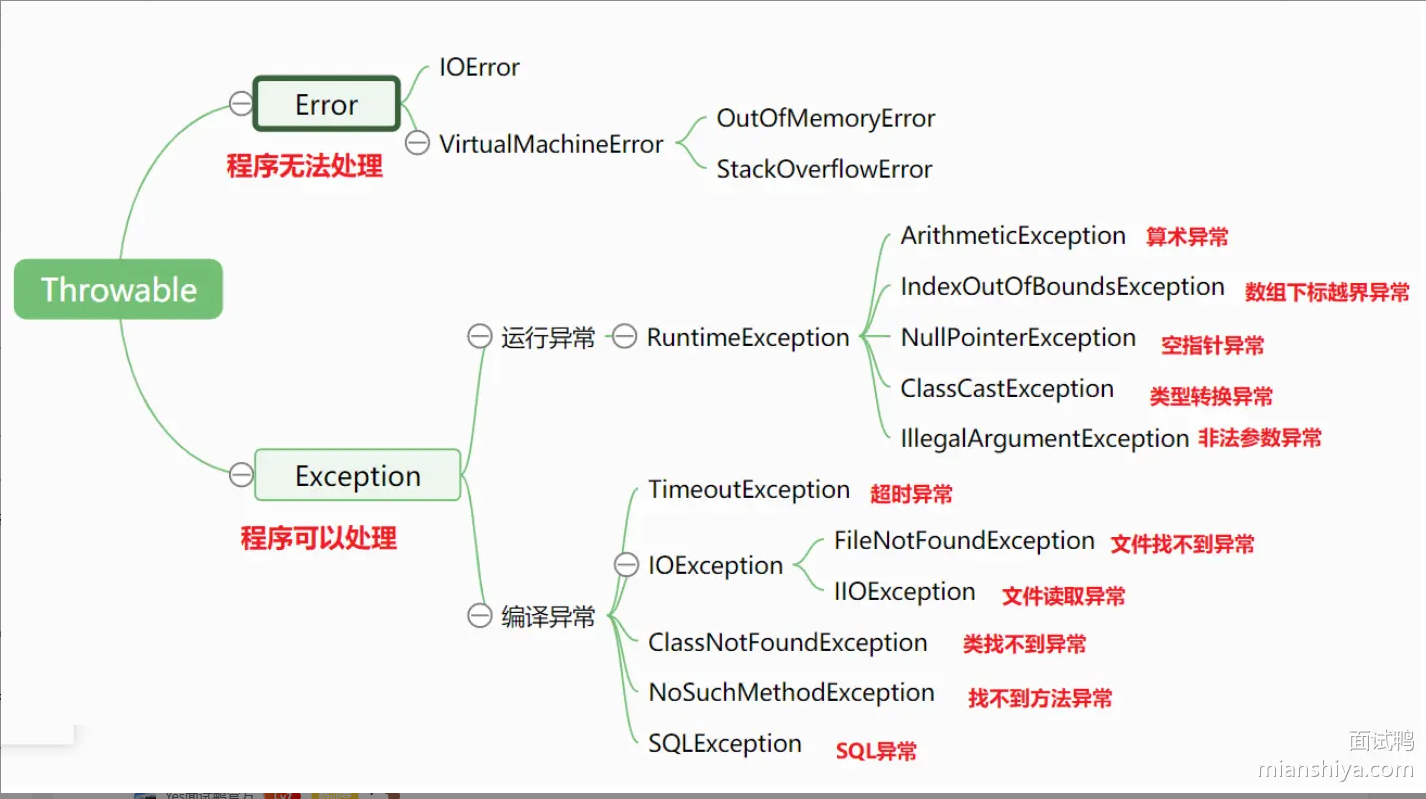 IOError
Error
OutOfMemoryError
VirtualMachineError
StackOverflowError
程序无法处理
ArithmeticException 算术异常
Throwable
IndexOutOfBoundsException 数组下标越界异常
运行异常 RuntimeException NullPointerException 空指针异常
ClassCastException 类型转换异常
IllegalArgumentException 非法参数异常
Exception
TimeoutException 超时异常
程序可以处理
FileNotFoundException 文件找不到异常
IOException
IIOException 文件读取异常
编译异常
ClassNotFoundException 类找不到异常
NoSuchMethodException 找不到方法异常
SQLException SQL异常
面试鸭
mianshiya.com